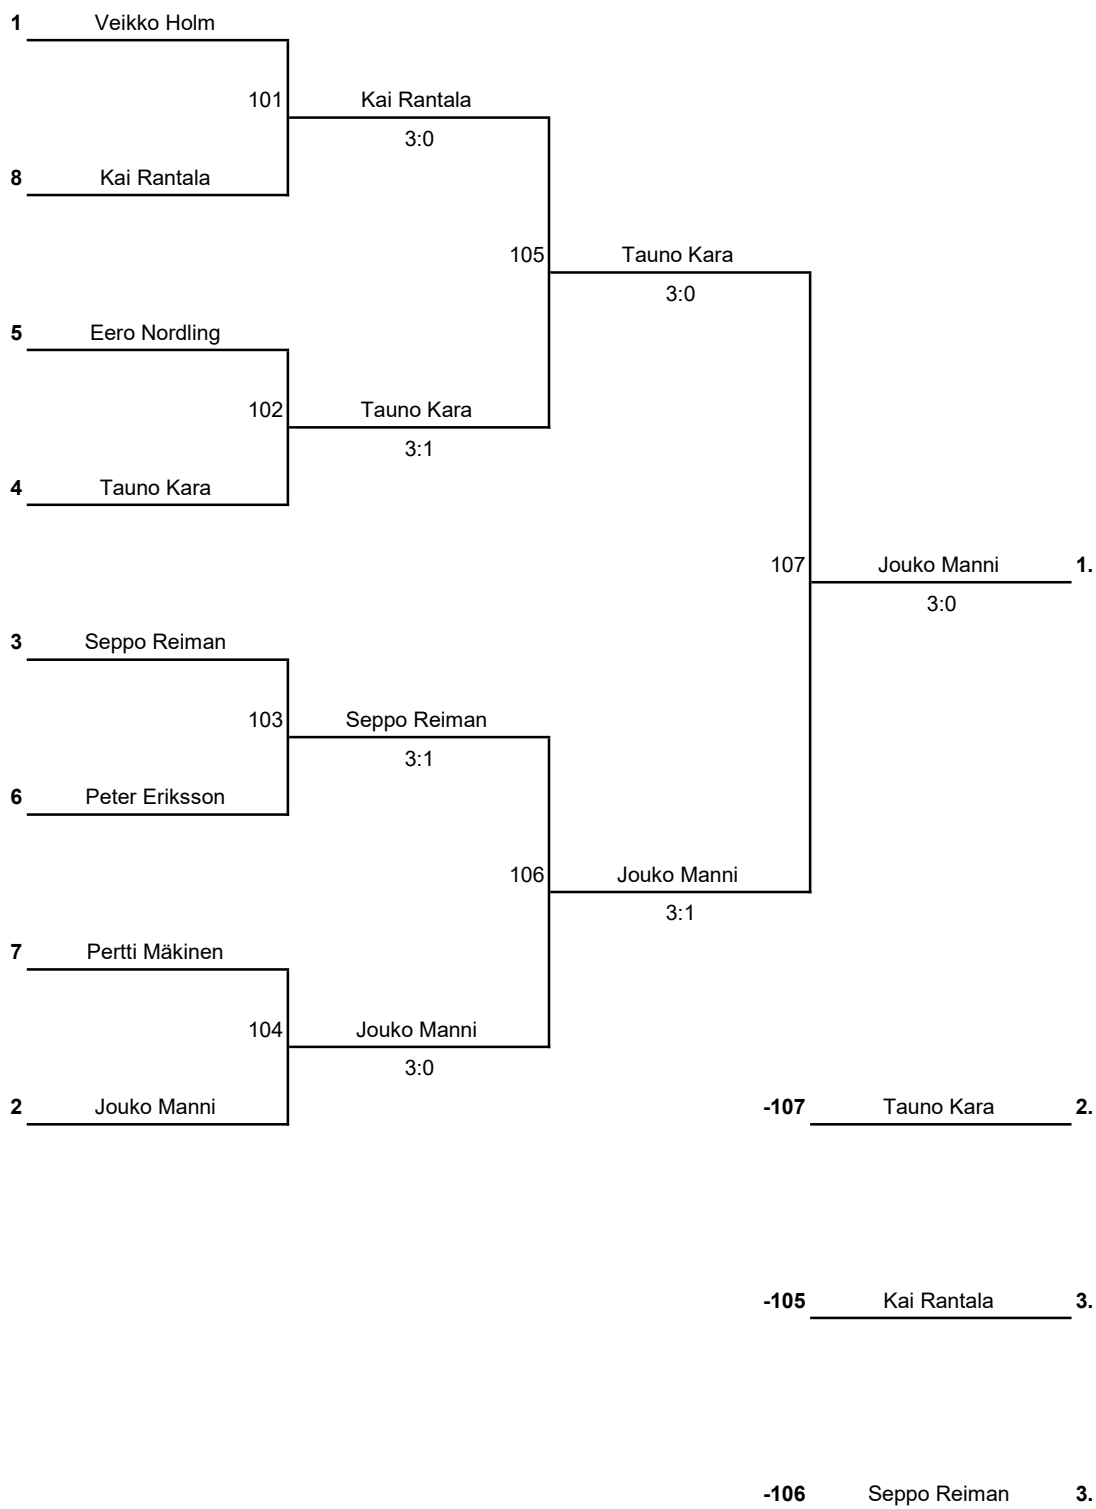 1 Veikko Holm
101 Kai Rantala
3:0
8 Kai Rantala
105 Tauno Kara
3:0
5 Eero Nordling
102 Tauno Kara
3:1
4 Tauno Kara
107 Jouko Manni 1.
3:0
3 Seppo Reiman
103 Seppo Reiman
3:1
6 Peter Eriksson
106 Jouko Manni
3:1
7 Pertti Mäkinen
104 Jouko Manni
3:0
2 Jouko Manni
-107 Tauno Kara 2.
-105 Kai Rantala 3.
-106 Seppo Reiman 3.